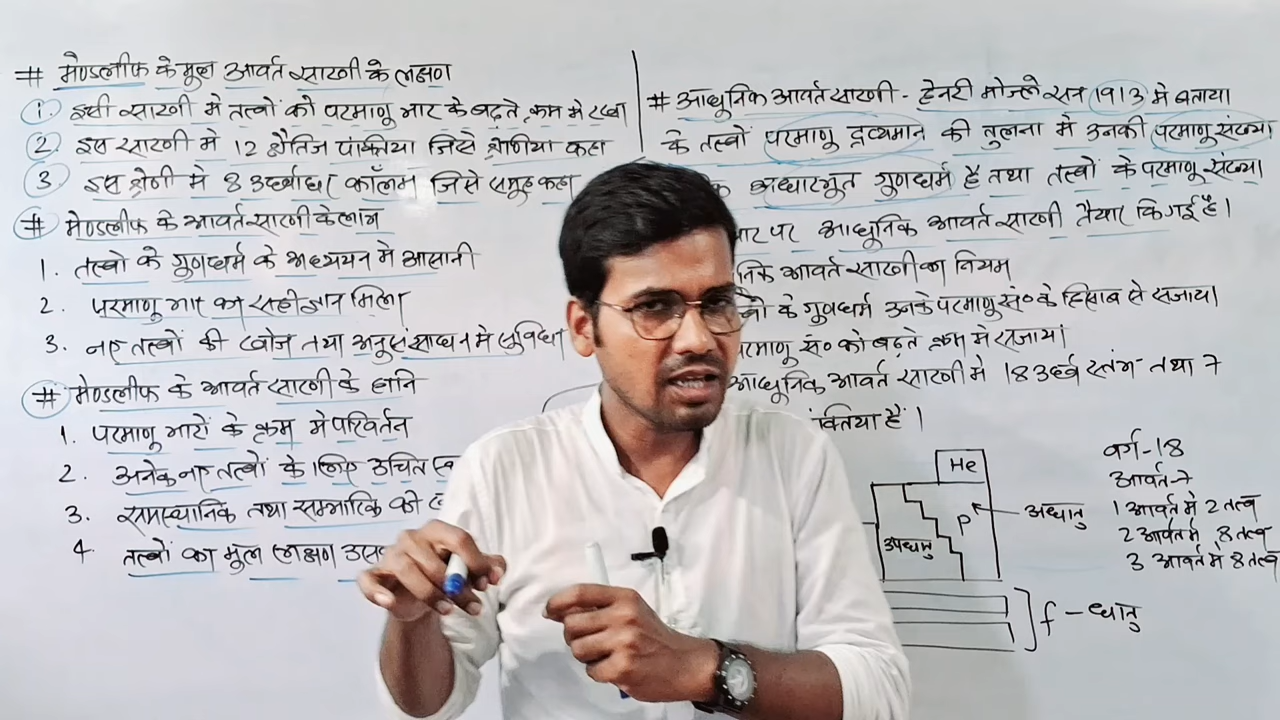 # मेण्डलीफ के मूल आवर्त सारणी के लक्षण
1. इसी सारणी में तत्वों को परमाणु भार के बढ़ते क्रम मे रखा
2. इस सारणी में 12 क्षैतिज पंक्तिया जिसे श्रेणिया कहा
3. इस श्रेणी मे 8 उर्ध्वाधर कॉलम जिसे समुह कहा
# मेण्डलीफ के आवर्त सारणी के लाभ
1. तत्वो के गुणधर्म के अध्ययन मे आसानी
2. परमाणु भार का सही ज्ञान मिला
3. नए तत्वों की खोज तथा अनुसंसाधन मे सुविधा
# मेण्डलीफ के आवर्त सारणी के हानि
1. परमाणु भारों के क्रम मे परिवर्तन
2. अनेक नए तत्वों के लिए उचित
3. समस्थानिक तथा समभारिक को
4. तत्वों का मुल लक्षण
# आधुनिक आवर्त सारणी - हेनरी मोज्ले सन 1913 मे बताया
के तत्वों परमाणु द्रव्यमान की तुलना मे उनकी परमाणु संख्या
अधारभूत गुणधर्म हैं तथा तत्वों के परमाणु संख्या
पर आधुनिक आवर्त सारणी तैयार कि गई है।
आवर्त सारणी का नियम
के गुणधर्म उनके परमाणु सं० के हिसाब से सजाय।
सं० को बढ़ते क्रम मे सजाय।
आधुनिक आवर्त सारणी मे 18 उर्ध्व स्तंभ तथा 7
हैं।
He
P
अधातु
उपधातु
f - धातु
वर्ग-18
आवर्त-7
1 आवर्त मे 2 तत्व
2 आवर्त मे 8 तत्व
3 आवर्त मे 8 तत्व